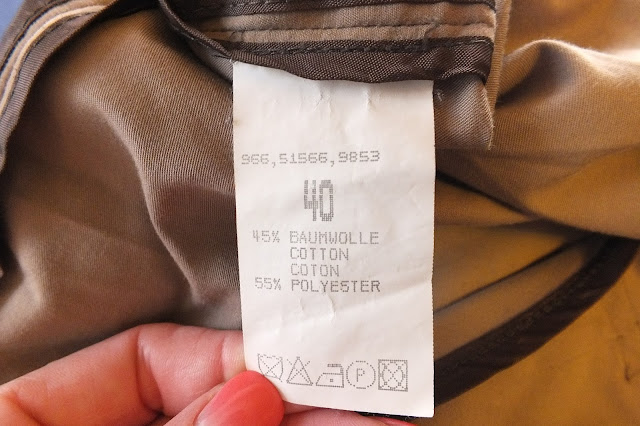 966,51566,9853
40
45% BAUMWOLLE
COTTON
COTON
55% POLYESTER
P